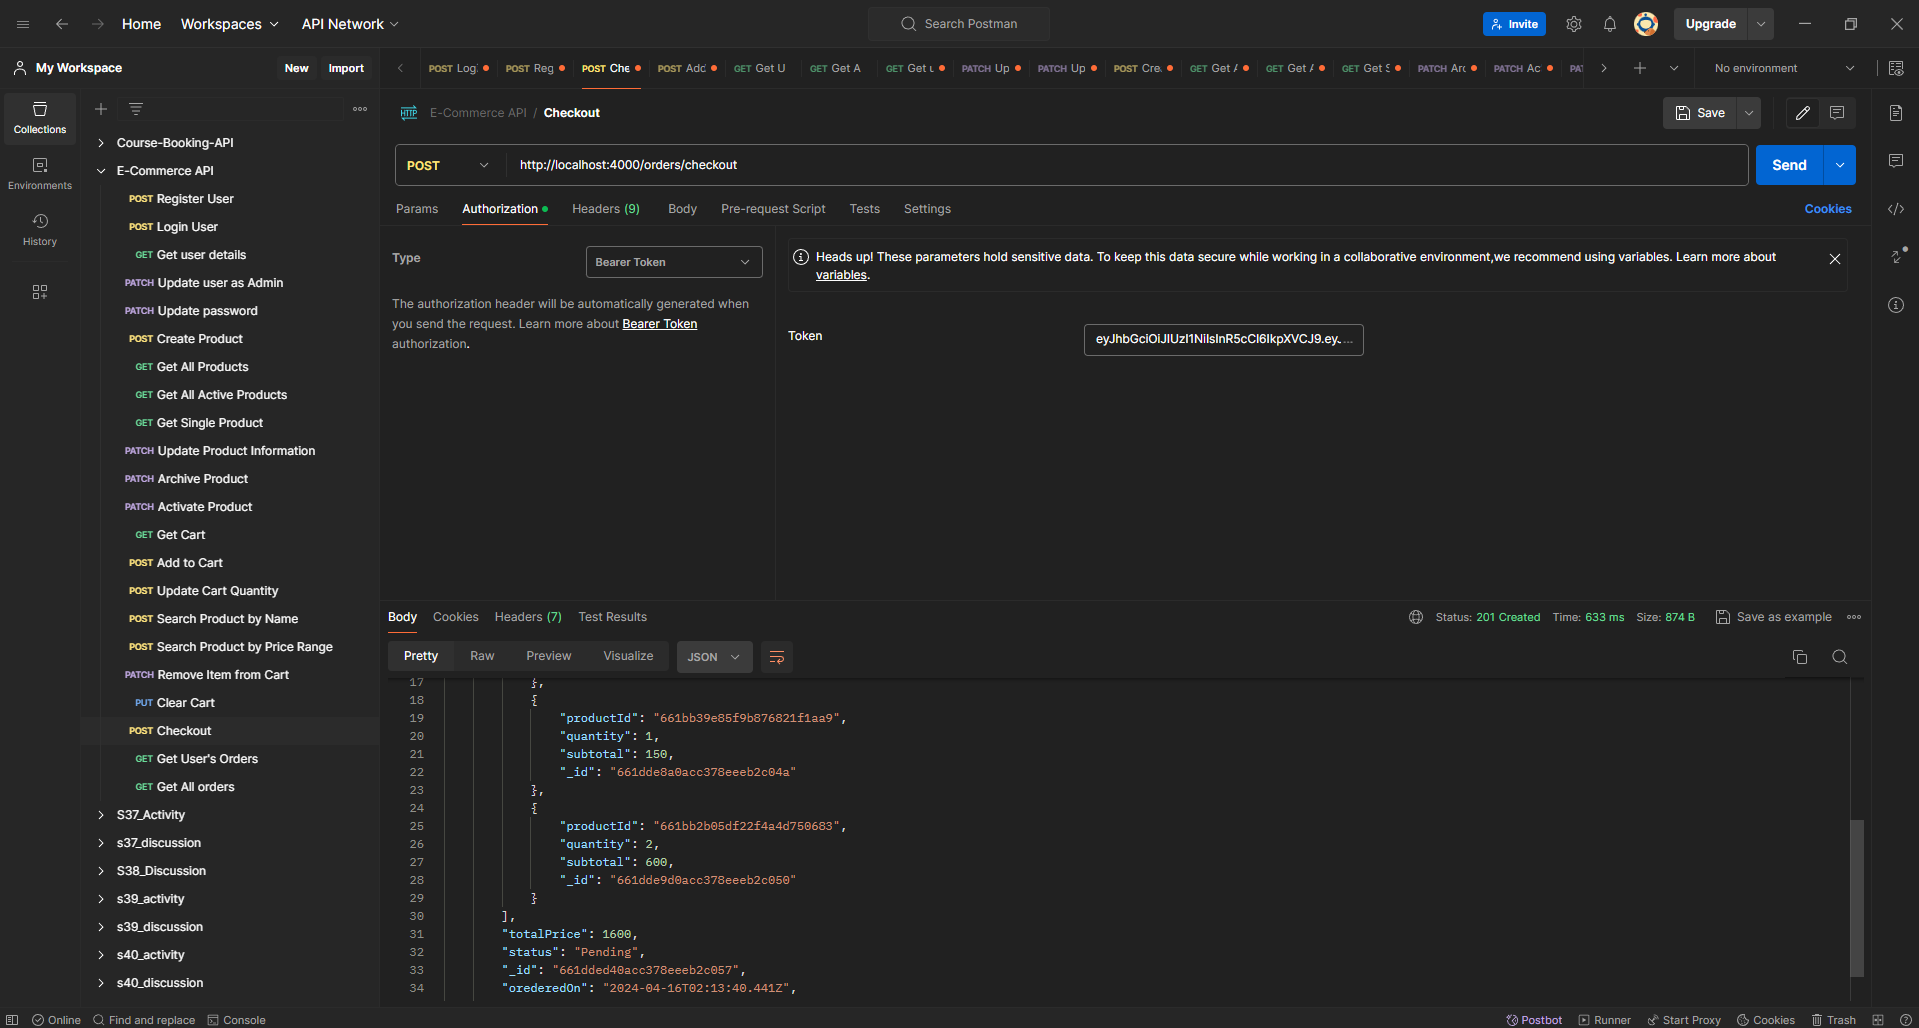 Home Workspaces API Network Search Postman Invite Upgrade
My Workspace New Import
POST Log POST Reg POST Che POST Add GET Get U GET Get A GET Get u PATCH Up PATCH Up POST Cre GET Get A GET Get A GET Get S PATCH Arc PATCH Ac PAT No environment
Collections
Environments
History
Course-Booking-API
E-Commerce API
POST Register User
POST Login User
GET Get user details
PATCH Update user as Admin
PATCH Update password
POST Create Product
GET Get All Products
GET Get All Active Products
GET Get Single Product
PATCH Update Product Information
PATCH Archive Product
PATCH Activate Product
GET Get Cart
POST Add to Cart
POST Update Cart Quantity
POST Search Product by Name
POST Search Product by Price Range
PATCH Remove Item from Cart
PUT Clear Cart
POST Checkout
GET Get User's Orders
GET Get All orders
S37_Activity
s37_discussion
S38_Discussion
s39_activity
s39_discussion
s40_activity
s40_discussion
HTTP E-Commerce API / Checkout Save
POST http://localhost:4000/orders/checkout Send
Params Authorization Headers (9) Body Pre-request Script Tests Settings Cookies
Type Bearer Token
The authorization header will be automatically generated when
you send the request. Learn more about Bearer Token
authorization.
Heads up! These parameters hold sensitive data. To keep this data secure while working in a collaborative environment,we recommend using variables. Learn more about
variables.
Token eyJhbGciOiJIUzI1NiIsInR5cCI6IkpXVCJ9.ey. ...
Body Cookies Headers (7) Test Results Status: 201 Created Time: 633 ms Size: 874 B Save as example
Pretty Raw Preview Visualize JSON
17 },
18 {
19 "productId": "661bb39e85f9b876821f1aa9",
20 "quantity": 1,
21 "subtotal": 150,
22 "_id": "661dde8a0acc378eeeb2c04a"
23 },
24 {
25 "productId": "661bb2b05df22f4a4d750683",
26 "quantity": 2,
27 "subtotal": 600,
28 "_id": "661dde9d0acc378eeeb2c050"
29 }
30 ],
31 "totalPrice": 1600,
32 "status": "Pending",
33 "_id": "661dded40acc378eeeb2c057",
34 "orederedOn": "2024-04-16T02:13:40.441Z",
Online Find and replace Console Postbot Runner Start Proxy Cookies Trash